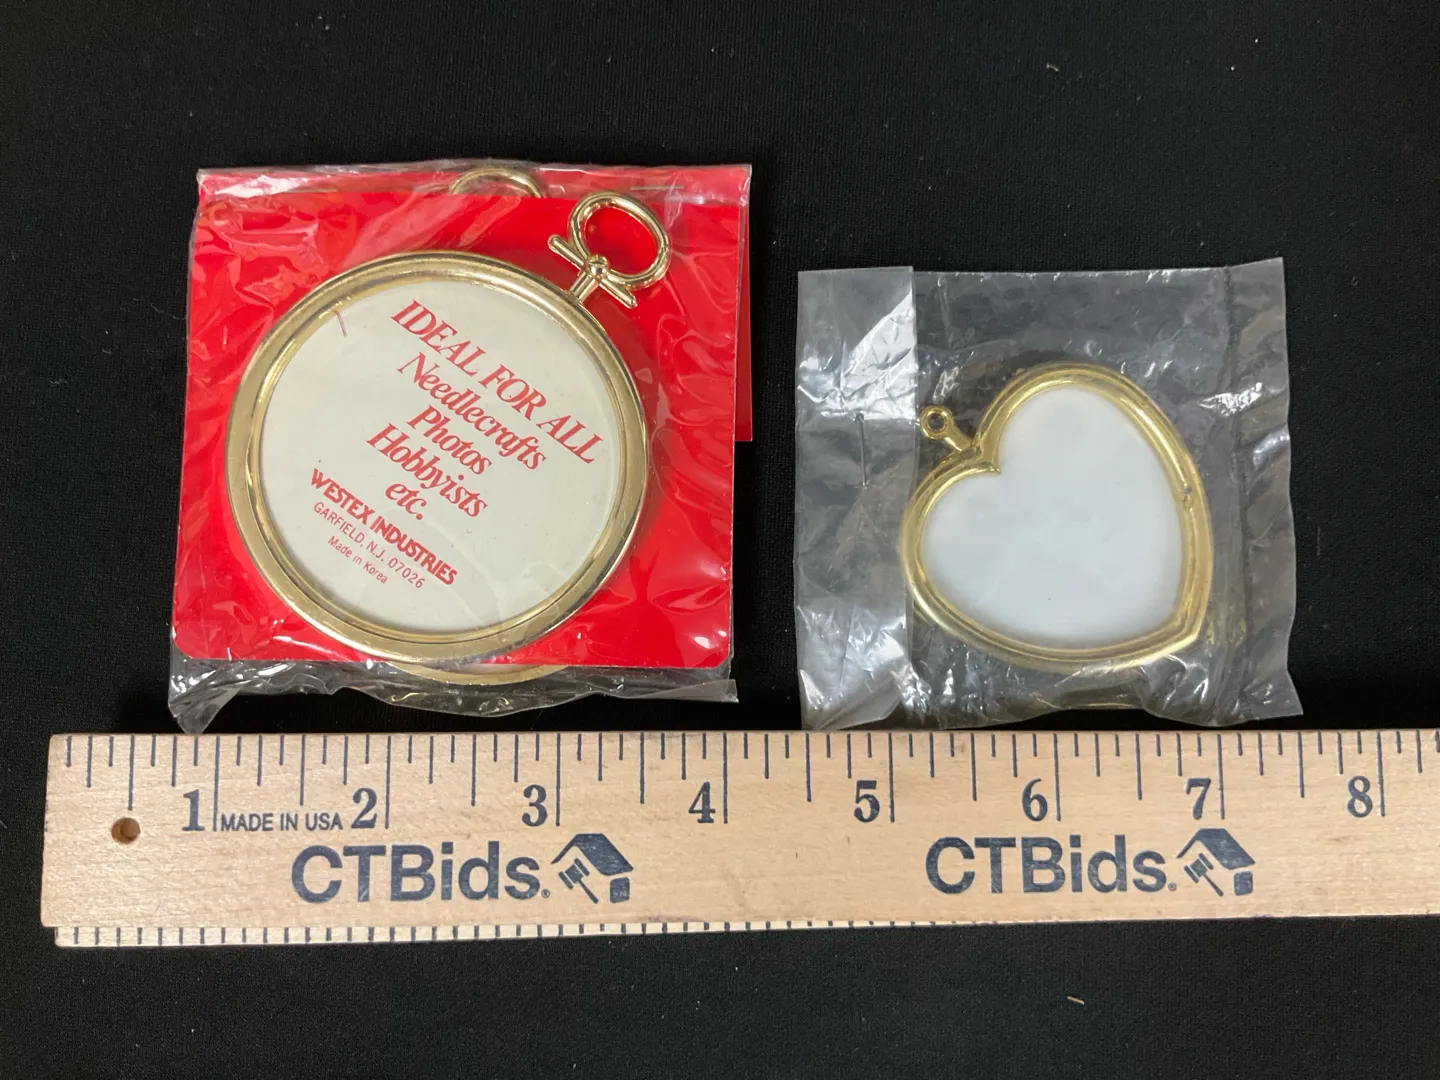 IDEAL FOR ALL
Needlecrafts
Photos
Hobbyists
etc.
WESTEX INDUSTRIES
GARFIELD, N.J. 07026
Made in Korea
1 MADE IN USA 2 3 4 5 6 7 8
CTBids® CTBids.